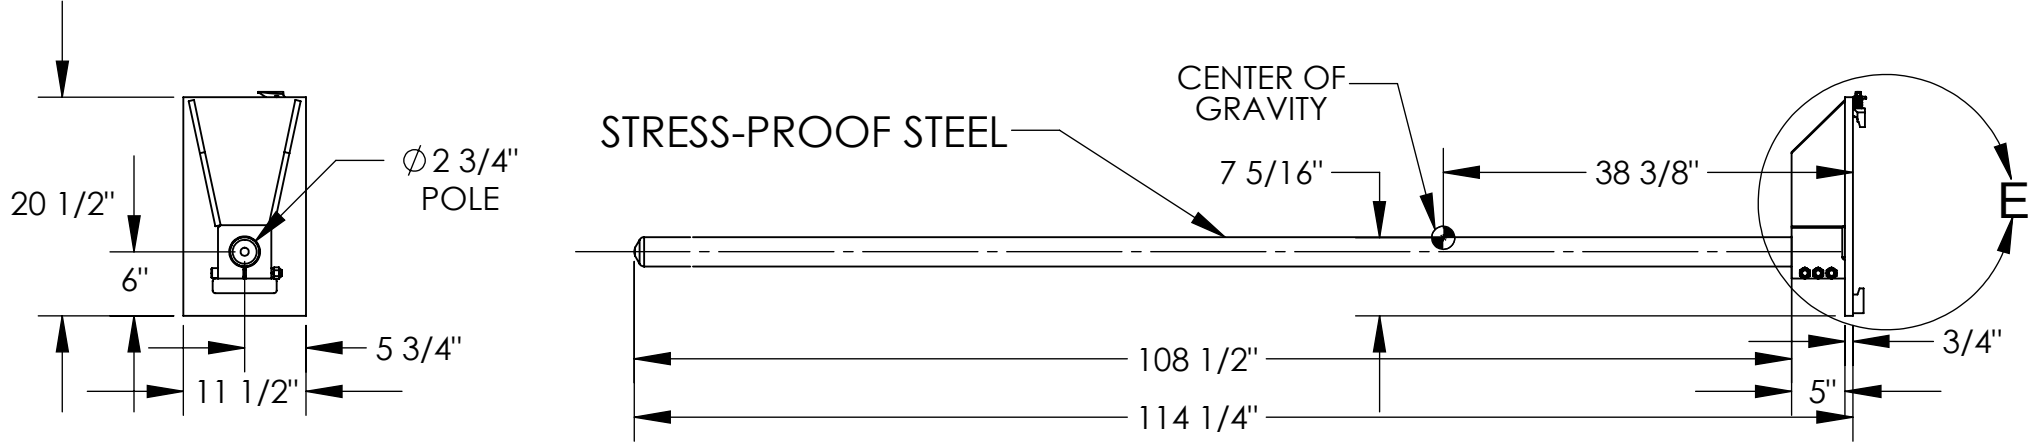 20 1/2"
6"
∅2 3/4"
POLE
5 3/4"
11 1/2"
STRESS-PROOF STEEL
CENTER OF
GRAVITY
7 5/16"
38 3/8"
E
108 1/2"
114 1/4"
3/4"
5"